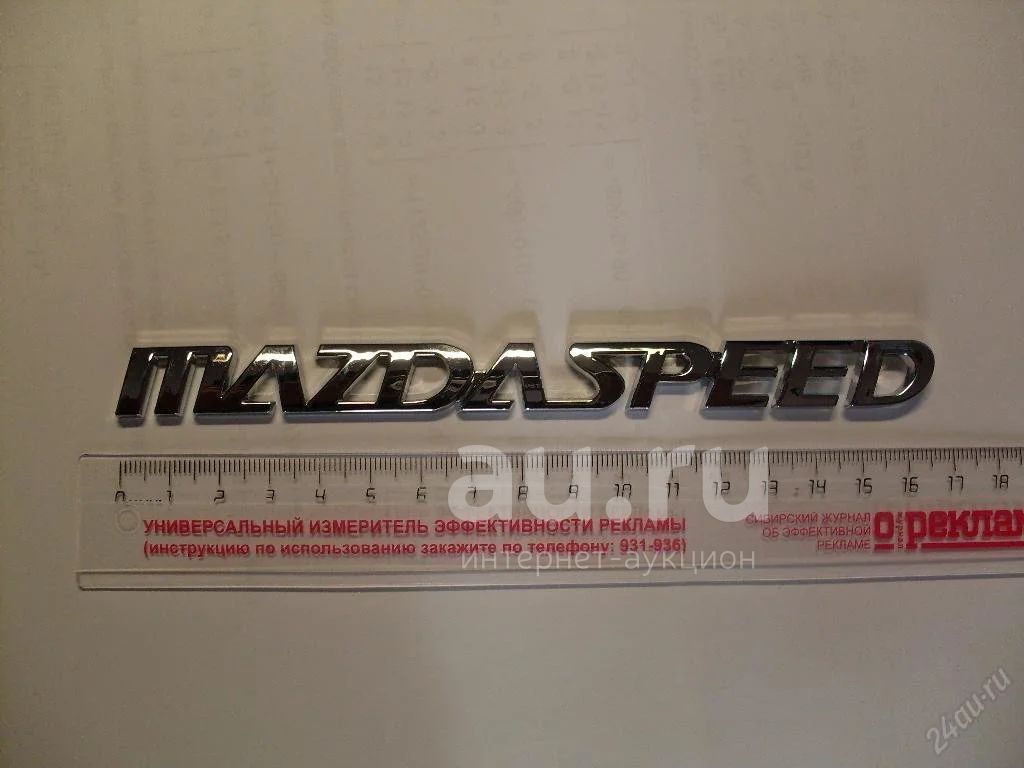 MAZDASPEED
au.ru
0 1 2 3 4 5 6 7 8 9 10 11 12 13 14 15 16 17 18
УНИВЕРСАЛЬНЫЙ ИЗМЕРИТЕЛЬ ЭФФЕКТИВНОСТИ РЕКЛАМЫ
(инструкцию по использованию закажите по телефону: 931-936)
СИБИРСКИЙ ЖУРНАЛ
ОБ ЭФФЕКТИВНОЙ
РЕКЛАМЕ
журнал
О реклам
интернет-аукцион
24au.ru